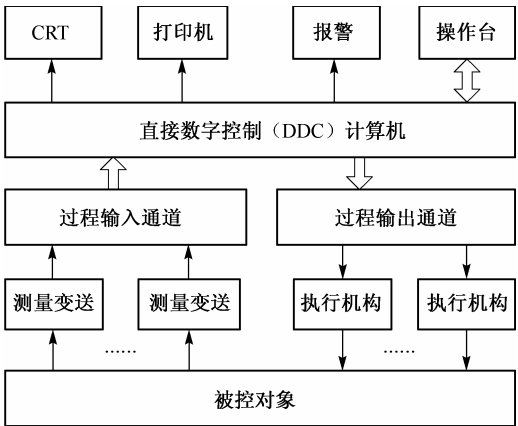 CRT
打印机
报警
操作台
直接数字控制（DDC）计算机
过程输入通道
过程输出通道
测量变送
测量变送
执行机构
执行机构
……
……
被控对象